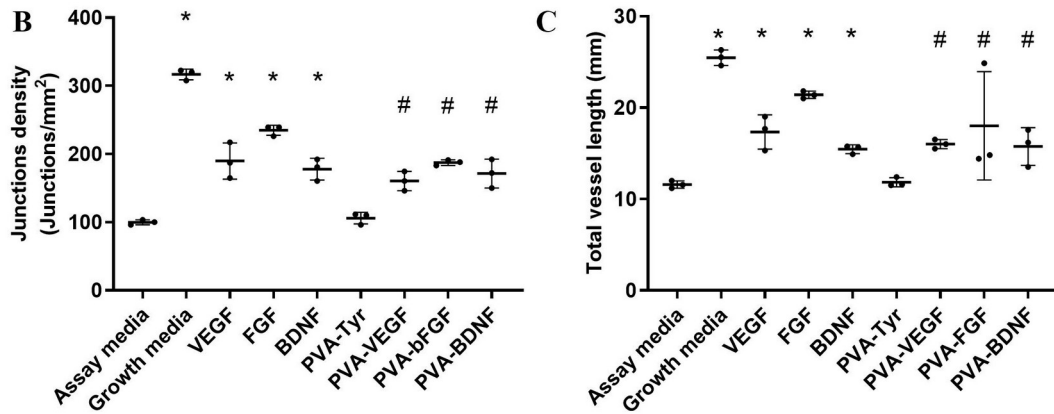 B
Junctions density
(Junctions/mm²)
400
300
200
100
0
*
*
*
*
#
#
#
Assay media
Growth media
VEGF
FGF
BDNF
PVA-Tyr
PVA-VEGF
PVA-bFGF
PVA-BDNF
C
Total vessel length (mm)
30
20
10
0
*
*
*
*
#
#
#
Assay media
Growth media
VEGF
FGF
BDNF
PVA-Tyr
PVA-VEGF
PVA-FGF
PVA-BDNF